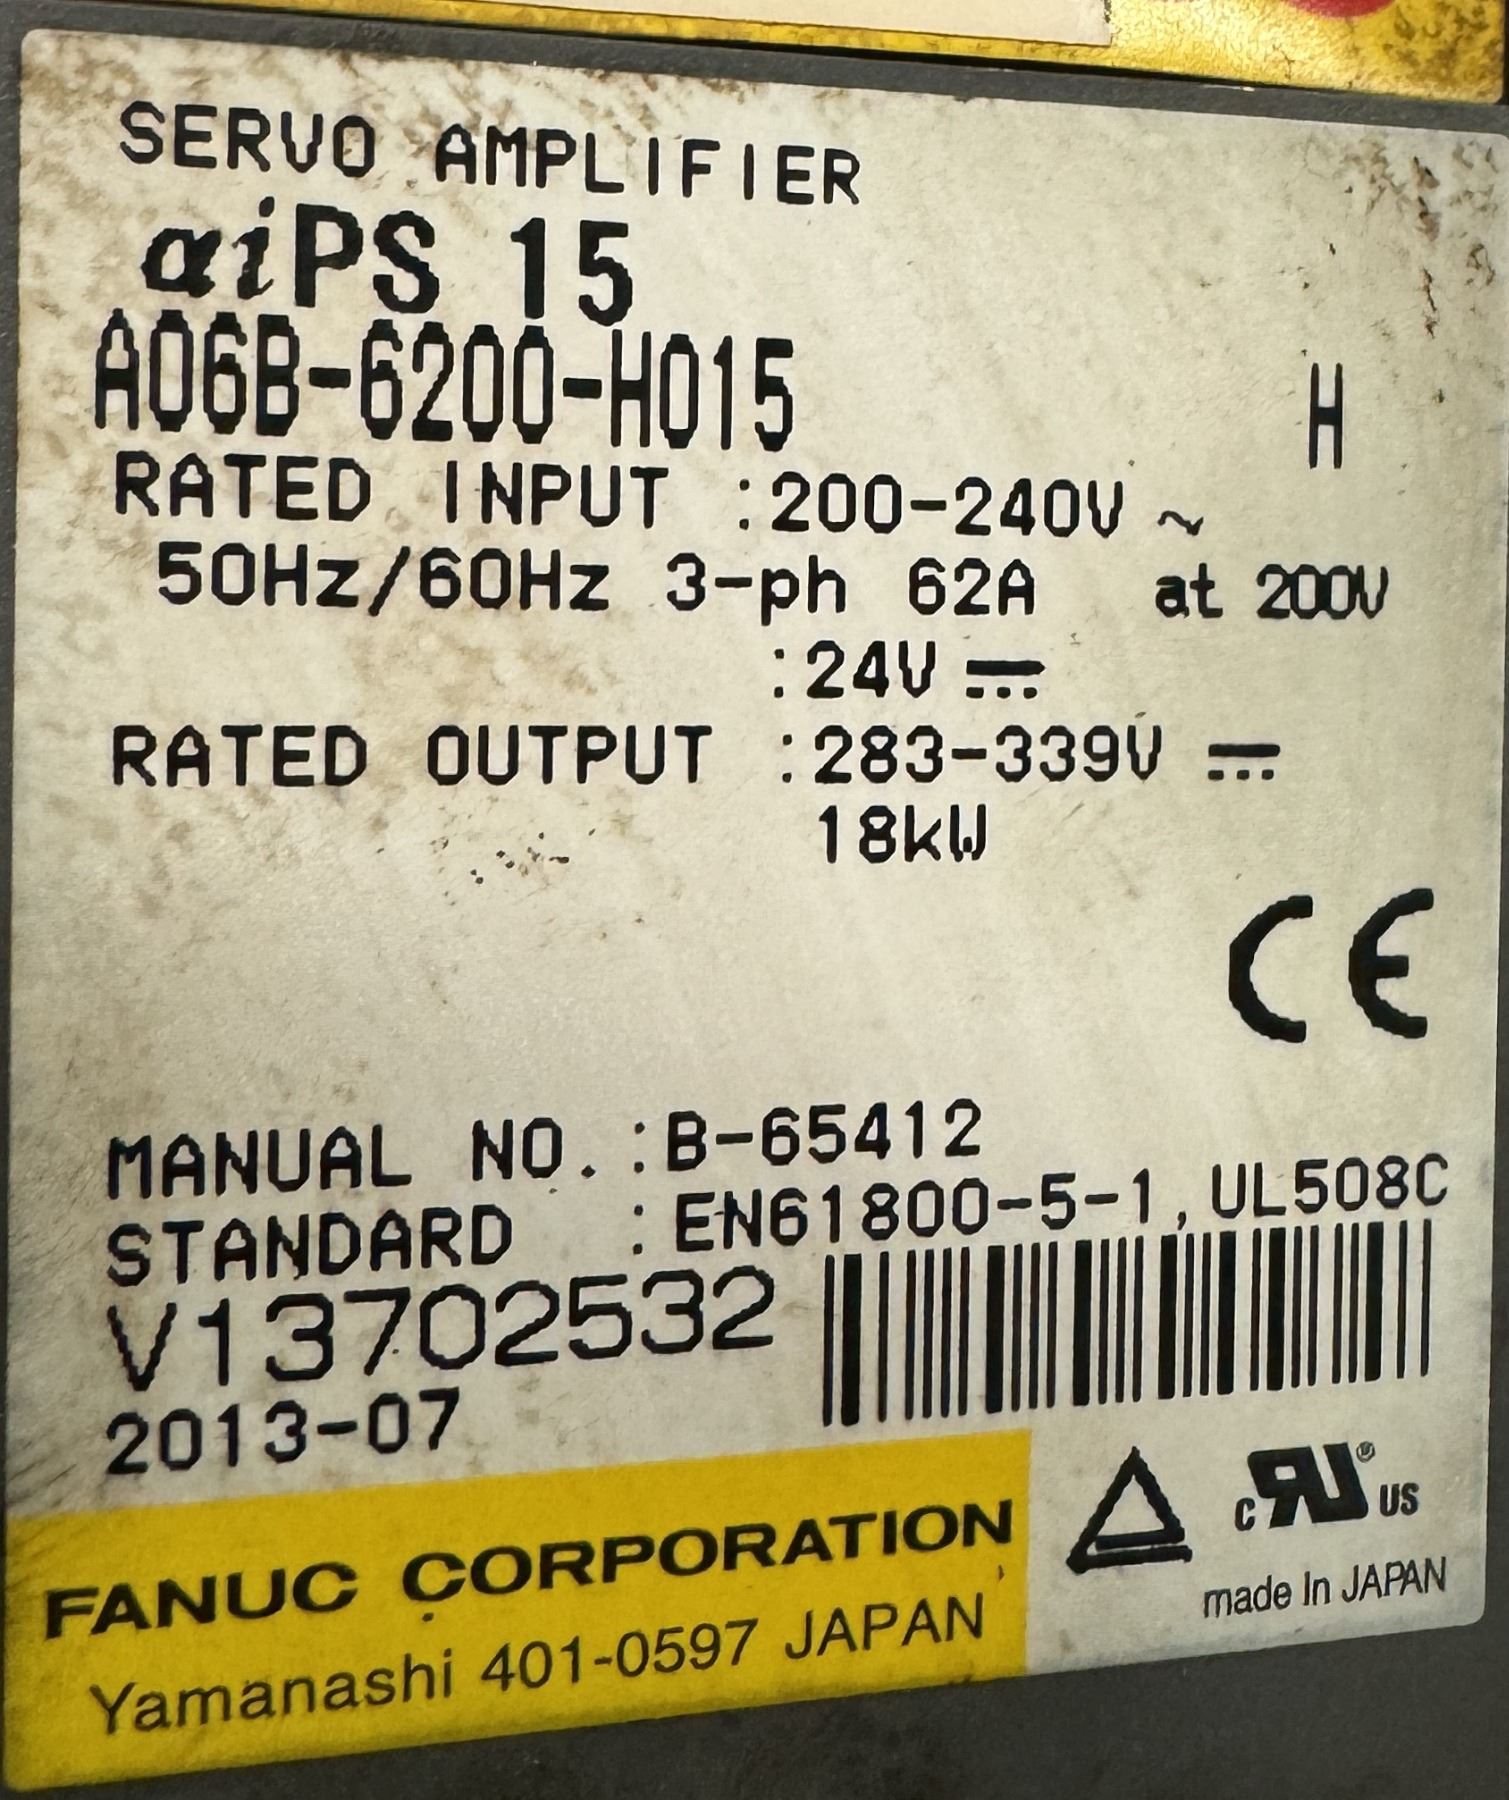 SERVO AMPLIFIER
αiPS 15
A06B-6200-H015 H
RATED INPUT :200-240V ~
50Hz/60Hz 3-ph 62A at 200V
:24V ⎓
RATED OUTPUT :283-339V ⎓
18kW
CE
MANUAL NO. :B-65412
STANDARD :EN61800-5-1,UL508C
V13702532
2013-07
FANUC CORPORATION
Yamanashi 401-0597 JAPAN
c RU ® US
made In JAPAN